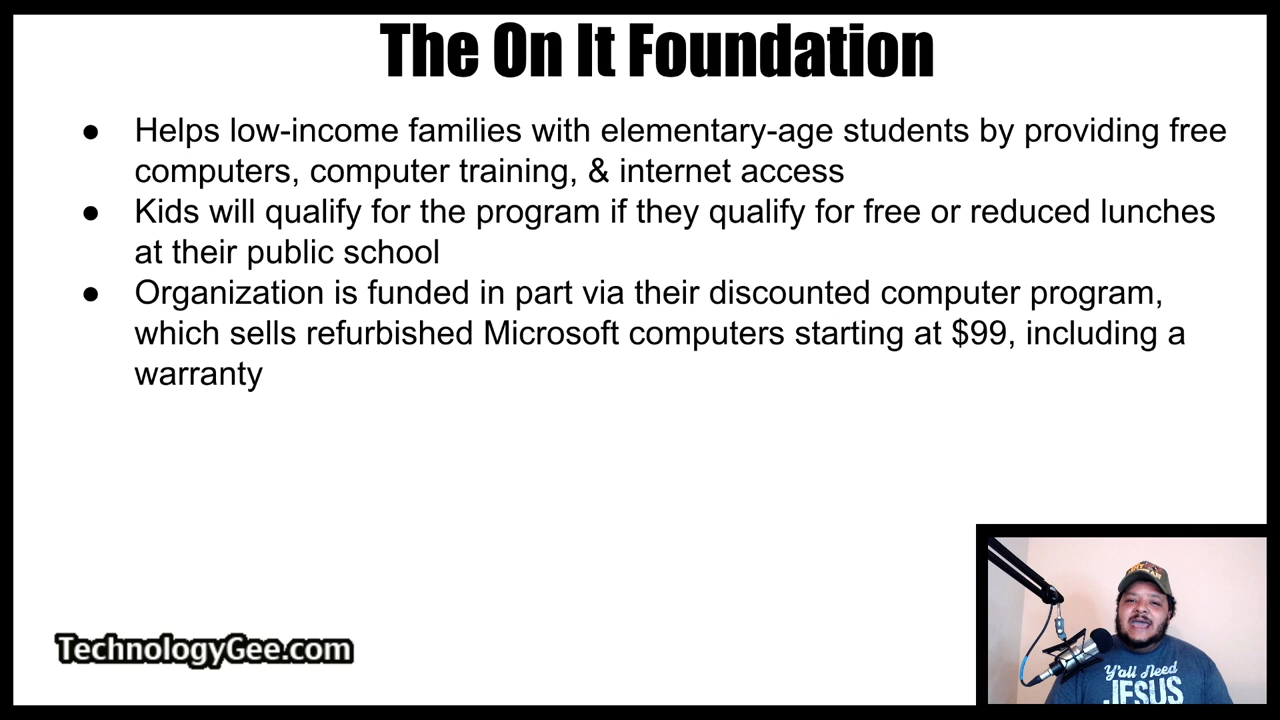 The On It Foundation
● Helps low-income families with elementary-age students by providing free
computers, computer training, & internet access
● Kids will qualify for the program if they qualify for free or reduced lunches
at their public school
● Organization is funded in part via their discounted computer program,
which sells refurbished Microsoft computers starting at $99, including a
warranty
TechnologyGee.com
Y'all Need
JESUS